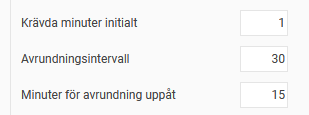 Krävda minuter initialt 1
Avrundningsintervall 30
Minuter för avrundning uppåt 15